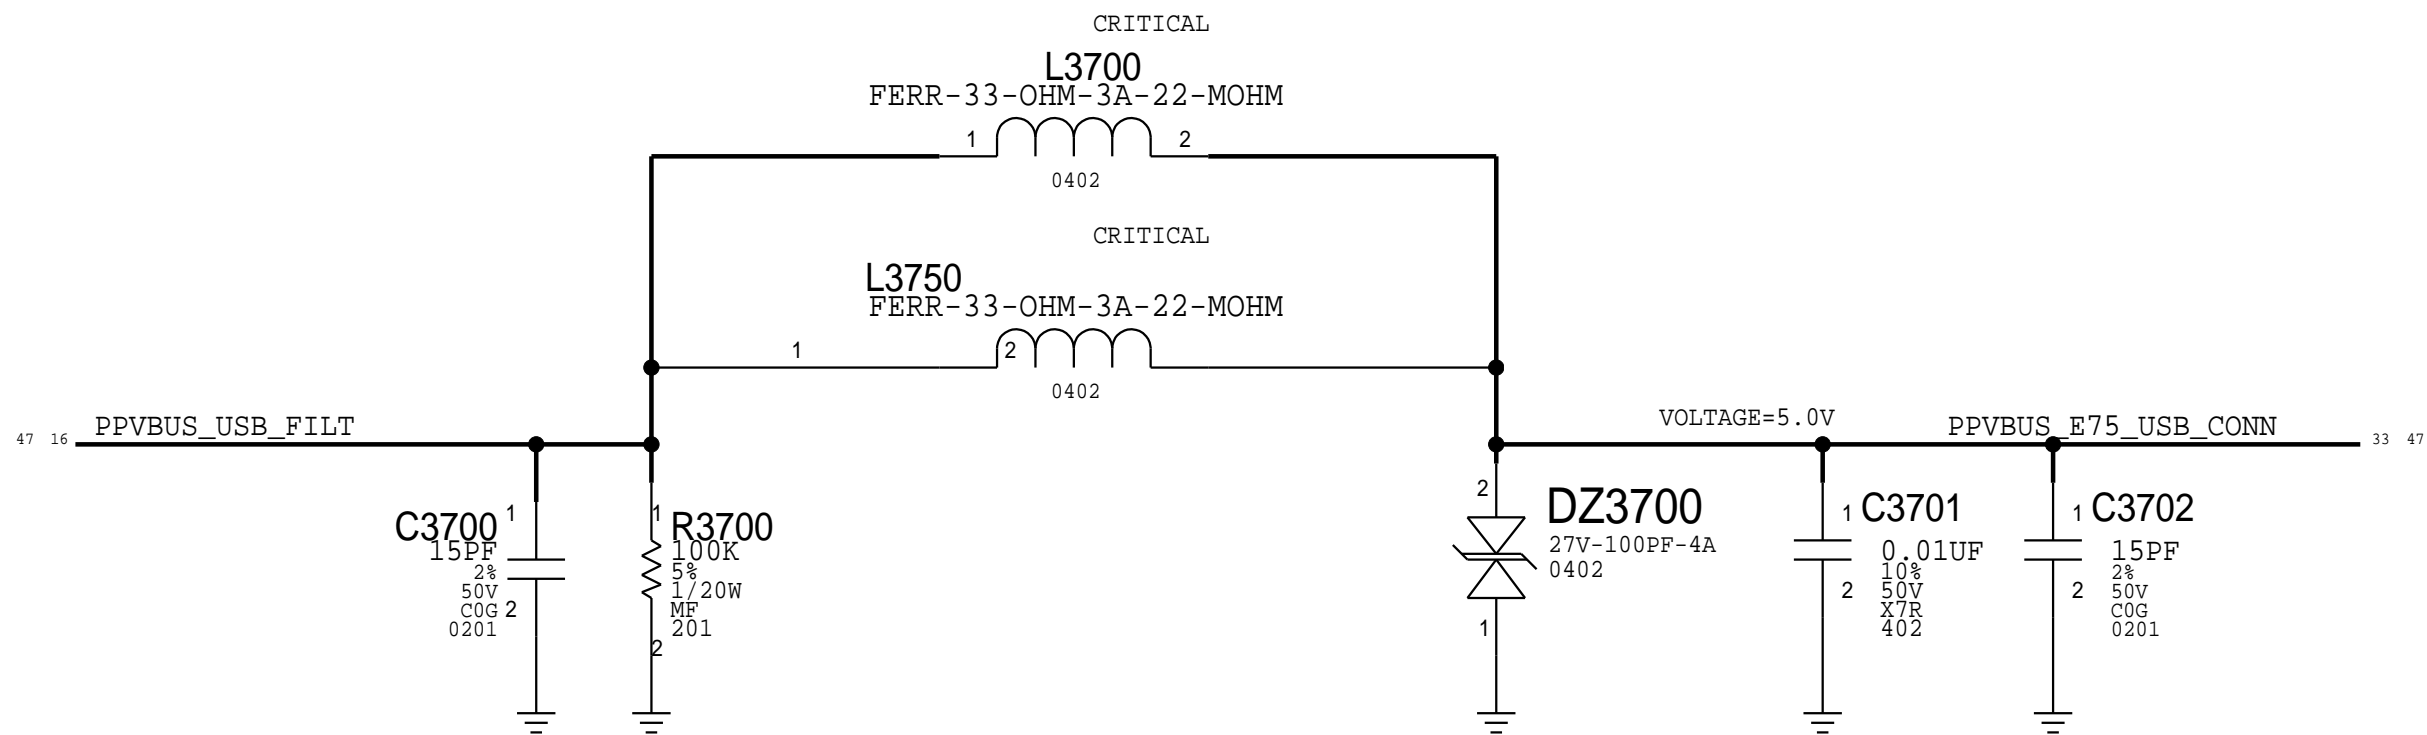 CRITICAL
L3700
FERR-33-OHM-3A-22-MOHM
1
2
0402
CRITICAL
L3750
FERR-33-OHM-3A-22-MOHM
1
2
0402
47 16
PPVBUS_USB_FILT
VOLTAGE=5.0V
PPVBUS_E75_USB_CONN
33 47
C3700
1
15PF
2%
50V
C0G
2
0201
1
R3700
100K
5%
1/20W
MF
201
2
2
DZ3700
27V-100PF-4A
0402
1
1
C3701
0.01UF
10%
2
50V
X7R
402
1
C3702
15PF
2%
2
50V
C0G
0201